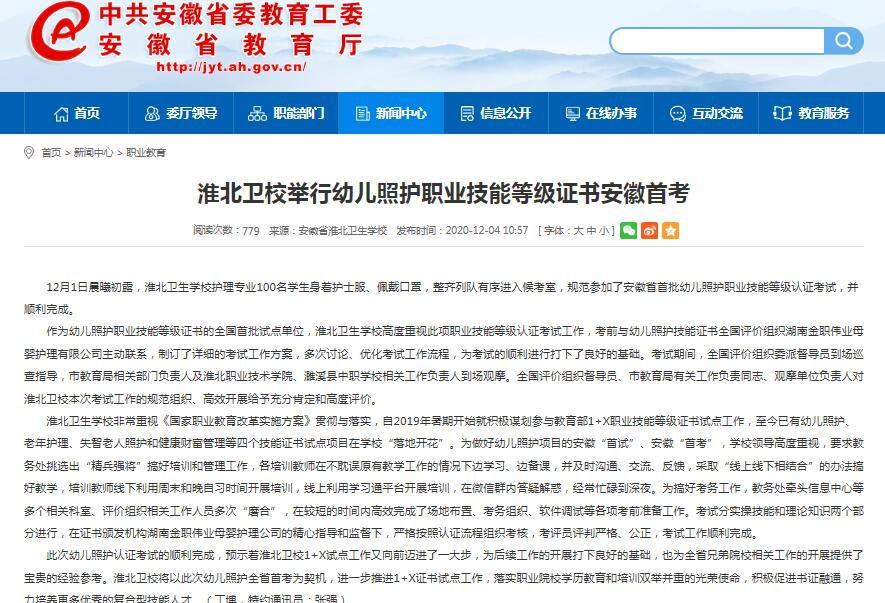 中共安徽省委教育工委
安徽省教育厅
http://jyt.ah.gov.cn/
首页 委厅领导 职能部门 新闻中心 信息公开 在线办事 互动交流 教育服务
首页 > 新闻中心 > 职业教育
淮北卫校举行幼儿照护职业技能等级证书安徽首考
阅读次数：779 来源：安徽省淮北卫生学校 发布时间：2020-12-04 10:57 [ 字体：大 中 小 ]
12月1日晨曦初露，淮北卫生学校护理专业100名学生身着护士服、佩戴口罩，整齐列队有序进入候考室，规范参加了安徽省首批幼儿照护职业技能等级认证考试，并
顺利完成。
作为幼儿照护职业技能等级证书的全国首批试点单位，淮北卫生学校高度重视此项职业技能等级认证考试工作，考前与幼儿照护技能证书全国评价组织湖南金职伟业母
婴护理有限公司主动联系，制订了详细的考试工作方案，多次讨论、优化考试工作流程，为考试的顺利进行打下了良好的基础。考试期间，全国评价组织委派督导员到场巡
查指导，市教育局相关部门负责人及淮北职业技术学院、濉溪县中职学校相关工作负责人到场观摩。全国评价组织督导员、市教育局有关工作负责同志、观摩单位负责人对
淮北卫校本次考试工作的规范组织、高效开展给予充分肯定和高度评价。
淮北卫生学校非常重视《国家职业教育改革实施方案》贯彻与落实，自2019年暑期开始就积极谋划参与教育部1+X职业技能等级证书试点工作，至今已有幼儿照护、
老年护理、失智老人照护和健康财富管理等四个技能证书试点项目在学校“落地开花”。为做好幼儿照护项目的安徽“首试”、安徽“首考”，学校领导高度重视，要求教
务处挑选出“精兵强将”搞好培训和管理工作，各培训教师在不耽误原有教学工作的情况下边学习、边备课，并及时沟通、交流、反馈，采取“线上线下相结合”的办法搞
好教学，培训教师线下利用周末和晚自习时间开展培训，线上利用学习通平台开展培训，在微信群内答疑解惑，经常忙碌到深夜。为搞好考务工作，教务处牵头信息中心等
多个相关科室、评价组织相关工作人员多次“磨合”，在较短的时间内高效完成了场地布置、考务组织、软件调试等各项考前准备工作。考试分实操技能和理论知识两个部
分进行，在证书颁发机构湖南金职伟业母婴护理公司的精心指导和监督下，严格按照认证流程组织考核，考评员评判严格、公正，考试工作顺利完成。
此次幼儿照护认证考试的顺利完成，预示着淮北卫校1+X试点工作又向前迈进了一大步，为后续工作的开展打下良好的基础，也为全省兄弟院校相关工作的开展提供了
宝贵的经验参考。淮北卫校将以此次幼儿照护全省首考为契机，进一步推进1+X证书试点工作，落实职业院校学历教育和培训双举并重的光荣使命，积极促进书证融通，努
力培养更多优秀的复合型技能人才。（丁博，特约通讯员：张强）